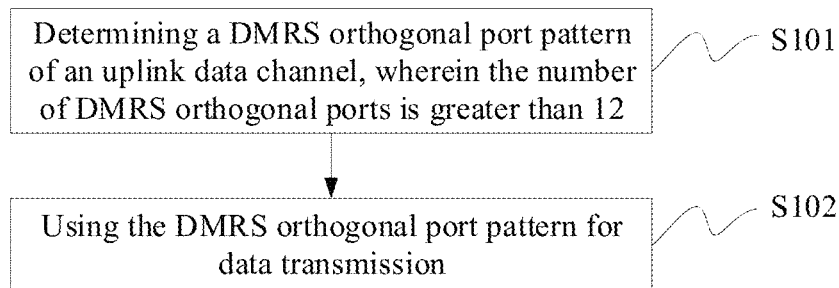 Determining a DMRS orthogonal port pattern
of an uplink data channel, wherein the number
of DMRS orthogonal ports is greater than 12
S101
Using the DMRS orthogonal port pattern for
data transmission
S102